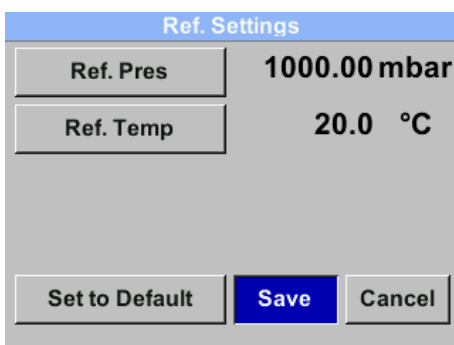 Ref. Settings
Ref. Pres 1000.00 mbar
Ref. Temp 20.0 °C
Set to Default Save Cancel